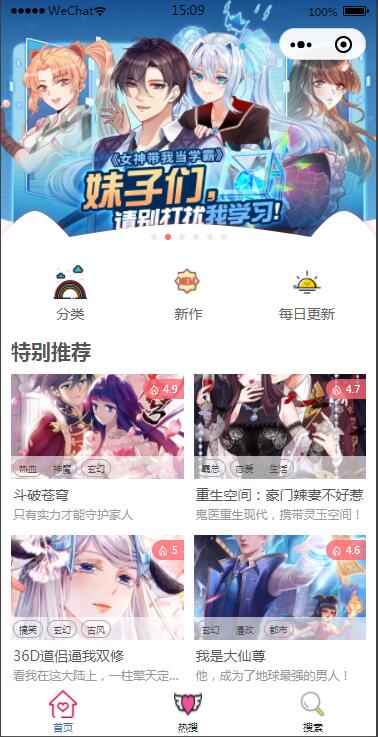 WeChat 15:09 100%
《女神带我当学霸》
妹子们,
请别打扰我学习!
分类 新作 每日更新
特别推荐
4.9 4.7
热血 神魔 玄幻 霸总 恋爱 生活
斗破苍穹 重生空间：豪门辣妻不好惹
只有实力才能守护家人 鬼医重生现代，携带灵玉空间！
5 4.6
搞笑 玄幻 古风 玄幻 漫改 都市
36D道侣逼我双修 我是大仙尊
看我在这大陆上，一柱擎天定... 他，成为了地球最强的男人！
首页 热搜 搜索